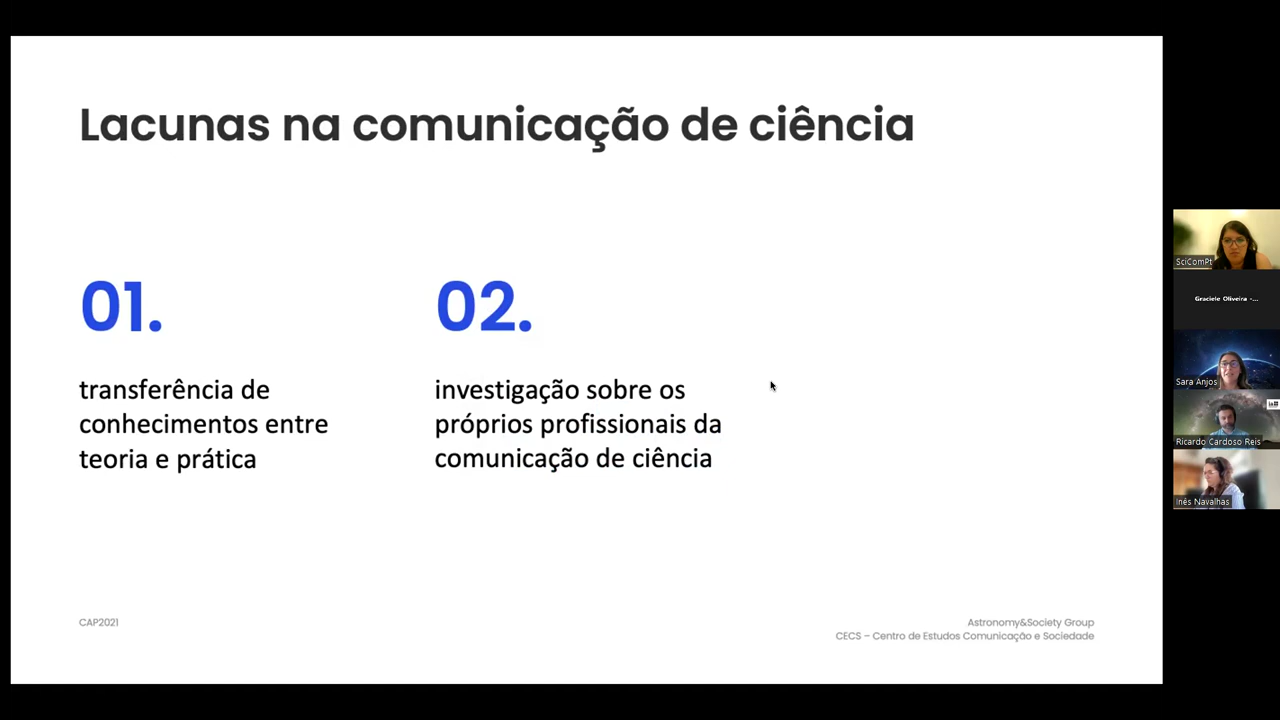 Lacunas na comunicação de ciência
01.
transferência de
conhecimentos entre
teoria e prática
02.
investigação sobre os
próprios profissionais da
comunicação de ciência
CAP2021
Astronomy&Society Group
CECS – Centro de Estudos Comunicação e Sociedade
SciComPt
Graciele Oliveira -...
Sara Anjos
Ricardo Cardoso Reis
Inês Navalhas